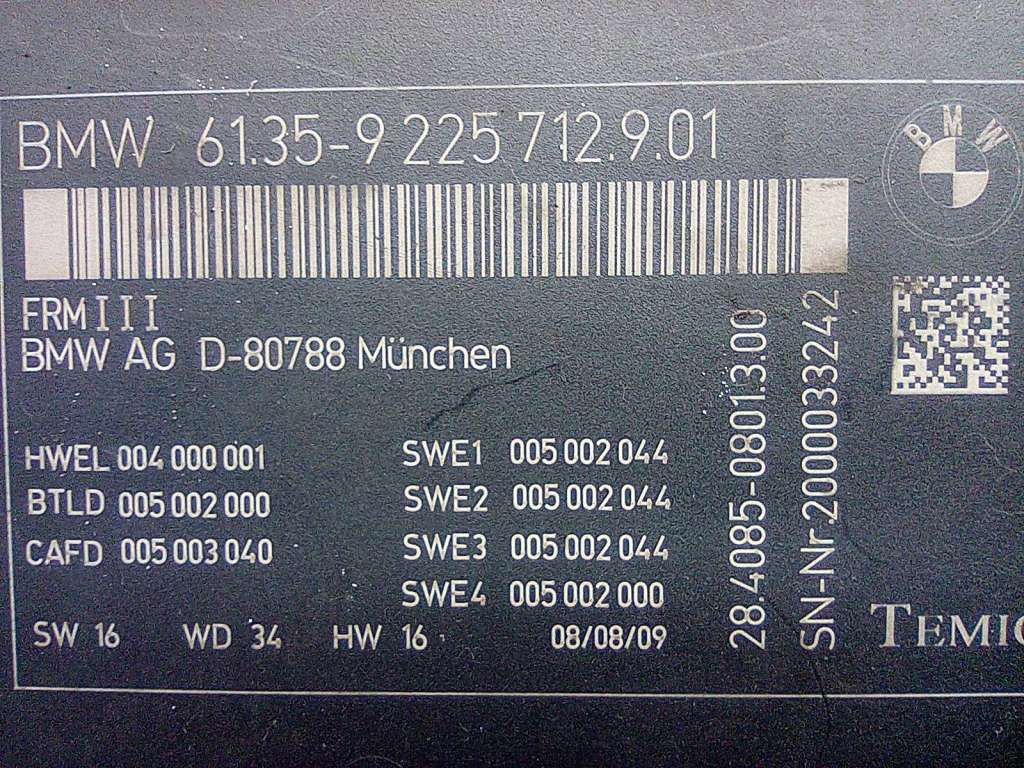 BMW 61.35-9 225 712.9.01
BMW
FRM III
BMW AG D-80788 München
HWEL 004 000 001
BTLD 005 002 000
CAFD 005 003 040
SWE1 005 002 044
SWE2 005 002 044
SWE3 005 002 044
SWE4 005 002 000
SW 16 WD 34 HW 16 08/08/09
28.4085-0801.3.00
SN-Nr.2000033242
TEMIC